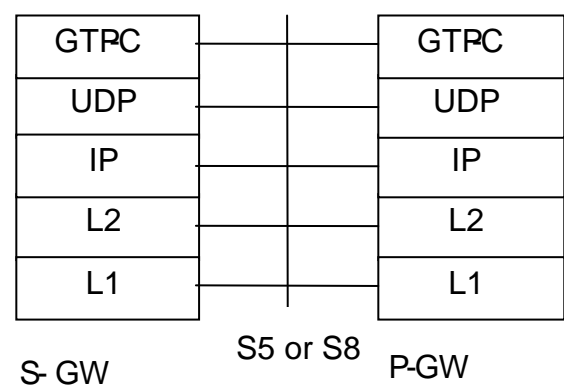 GTP-C GTP-C
UDP UDP
IP IP
L2 L2
L1 L1
S- GW S5 or S8 P-GW